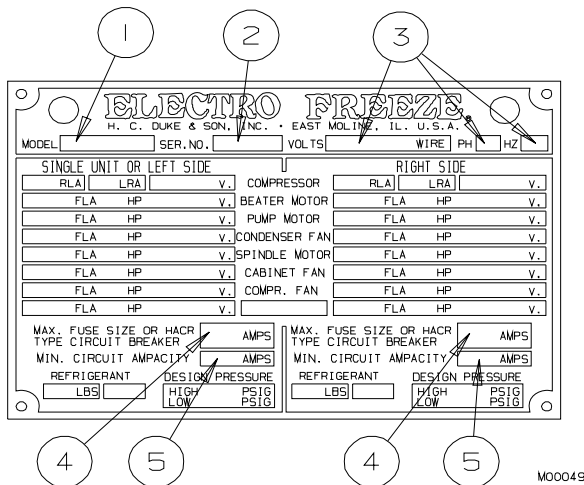 1 2 3
ELECTRO FREEZE
H. C. DUKE & SON, INC. · EAST MOLINE, IL. U.S.A.
MODEL SER.NO. VOLTS WIRE PH HZ
SINGLE UNIT OR LEFT SIDE RIGHT SIDE
RLA LRA V. COMPRESSOR RLA LRA V.
FLA HP V. BEATER MOTOR FLA HP V.
FLA HP V. PUMP MOTOR FLA HP V.
FLA HP V. CONDENSER FAN FLA HP V.
FLA HP V. SPINDLE MOTOR FLA HP V.
FLA HP V. CABINET FAN FLA HP V.
FLA HP V. COMPR. FAN FLA HP V.
FLA HP V. FLA HP V.
MAX. FUSE SIZE OR HACR MAX. FUSE SIZE OR HACR
TYPE CIRCUIT BREAKER AMPS TYPE CIRCUIT BREAKER AMPS
MIN. CIRCUIT AMPACITY AMPS MIN. CIRCUIT AMPACITY AMPS
REFRIGERANT DESIGN PRESSURE REFRIGERANT DESIGN PRESSURE
LBS HIGH PSIG LBS HIGH PSIG
LOW PSIG LOW PSIG
4 5 4 5
M00049